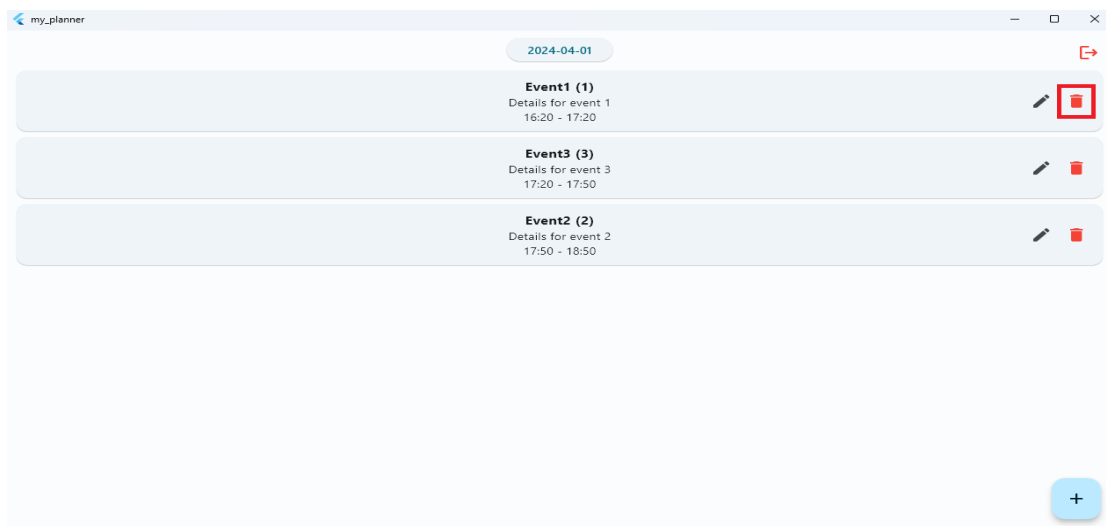 my_planner
2024-04-01
Event1 (1)
Details for event 1
16:20 - 17:20
Event3 (3)
Details for event 3
17:20 - 17:50
Event2 (2)
Details for event 2
17:50 - 18:50
+